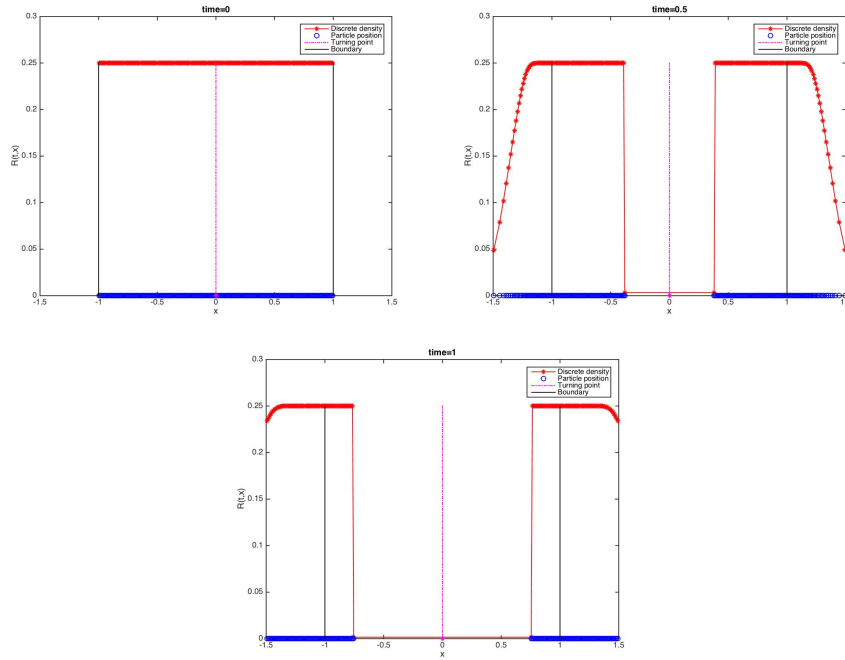 time=0
0.3
0.25
0.2
0.15
0.1
0.05
0
R(t,x)
Discrete density
Particle position
Turning point
Boundary
-1.5 -1 -0.5 0 0.5 1 1.5
x
time=0.5
0.3
0.25
0.2
0.15
0.1
0.05
0
R(t,x)
Discrete density
Particle position
Turning point
Boundary
-1.5 -1 -0.5 0 0.5 1 1.5
x
time=1
0.3
0.25
0.2
0.15
0.1
0.05
0
R(t,x)
Discrete density
Particle position
Turning point
Boundary
-1.5 -1 -0.5 0 0.5 1 1.5
x